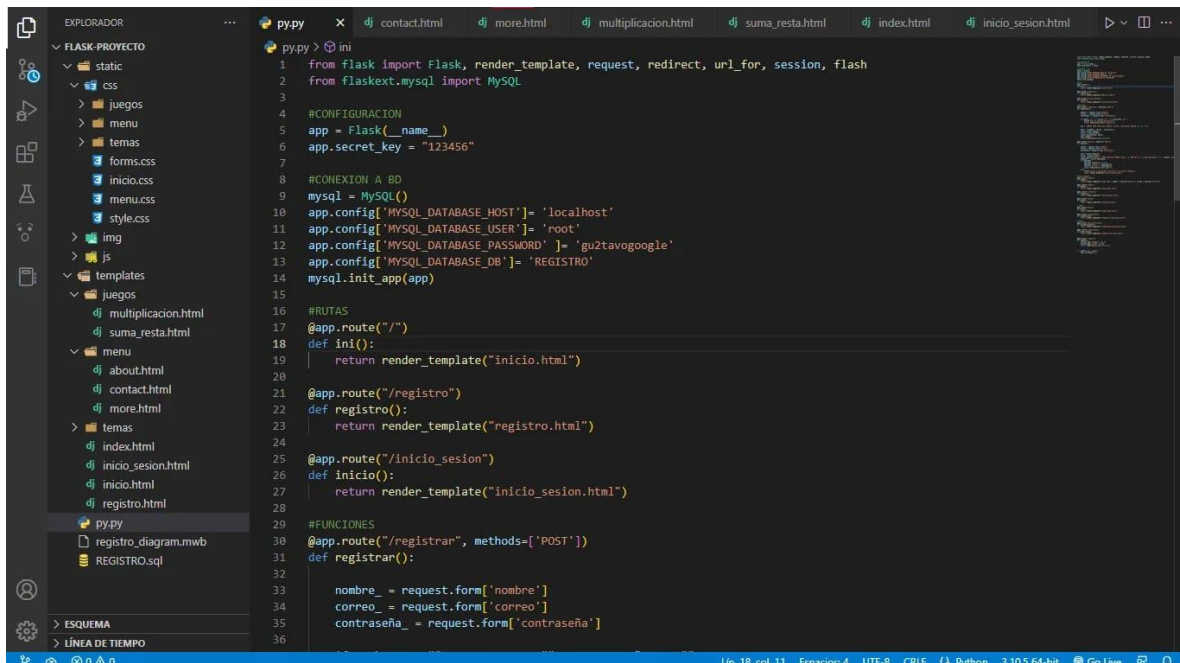 EXPLORADOR
FLASK-PROYECTO
static
css
juegos
menu
temas
forms.css
inicio.css
menu.css
style.css
img
js
templates
juegos
multiplicacion.html
suma_resta.html
menu
about.html
contact.html
more.html
temas
index.html
inicio_sesion.html
inicio.html
registro.html
py.py
registro_diagram.mwb
REGISTRO.sql
ESQUEMA
LÍNEA DE TIEMPO
py.py contact.html more.html multiplicacion.html suma_resta.html index.html inicio_sesion.html
py.py > ini
1 from flask import Flask, render_template, request, redirect, url_for, session, flash
2 from flaskext.mysql import MySQL
3
4 #CONFIGURACION
5 app = Flask(__name__)
6 app.secret_key = "123456"
7
8 #CONEXION A BD
9 mysql = MySQL()
10 app.config['MYSQL_DATABASE_HOST']= 'localhost'
11 app.config['MYSQL_DATABASE_USER']= 'root'
12 app.config['MYSQL_DATABASE_PASSWORD' ]= 'gu2tavogoogle'
13 app.config['MYSQL_DATABASE_DB']= 'REGISTRO'
14 mysql.init_app(app)
15
16 #RUTAS
17 @app.route("/")
18 def ini():
19 return render_template("inicio.html")
20
21 @app.route("/registro")
22 def registro():
23 return render_template("registro.html")
24
25 @app.route("/inicio_sesion")
26 def inicio():
27 return render_template("inicio_sesion.html")
28
29 #FUNCIONES
30 @app.route("/registrar", methods=['POST'])
31 def registrar():
32
33 nombre_ = request.form['nombre']
34 correo_ = request.form['correo']
35 contraseña_ = request.form['contraseña']
36
Lín. 18, col. 11 Espacios: 4 UTF-8 CRLF Python 3.10.5 64-bit Go Live